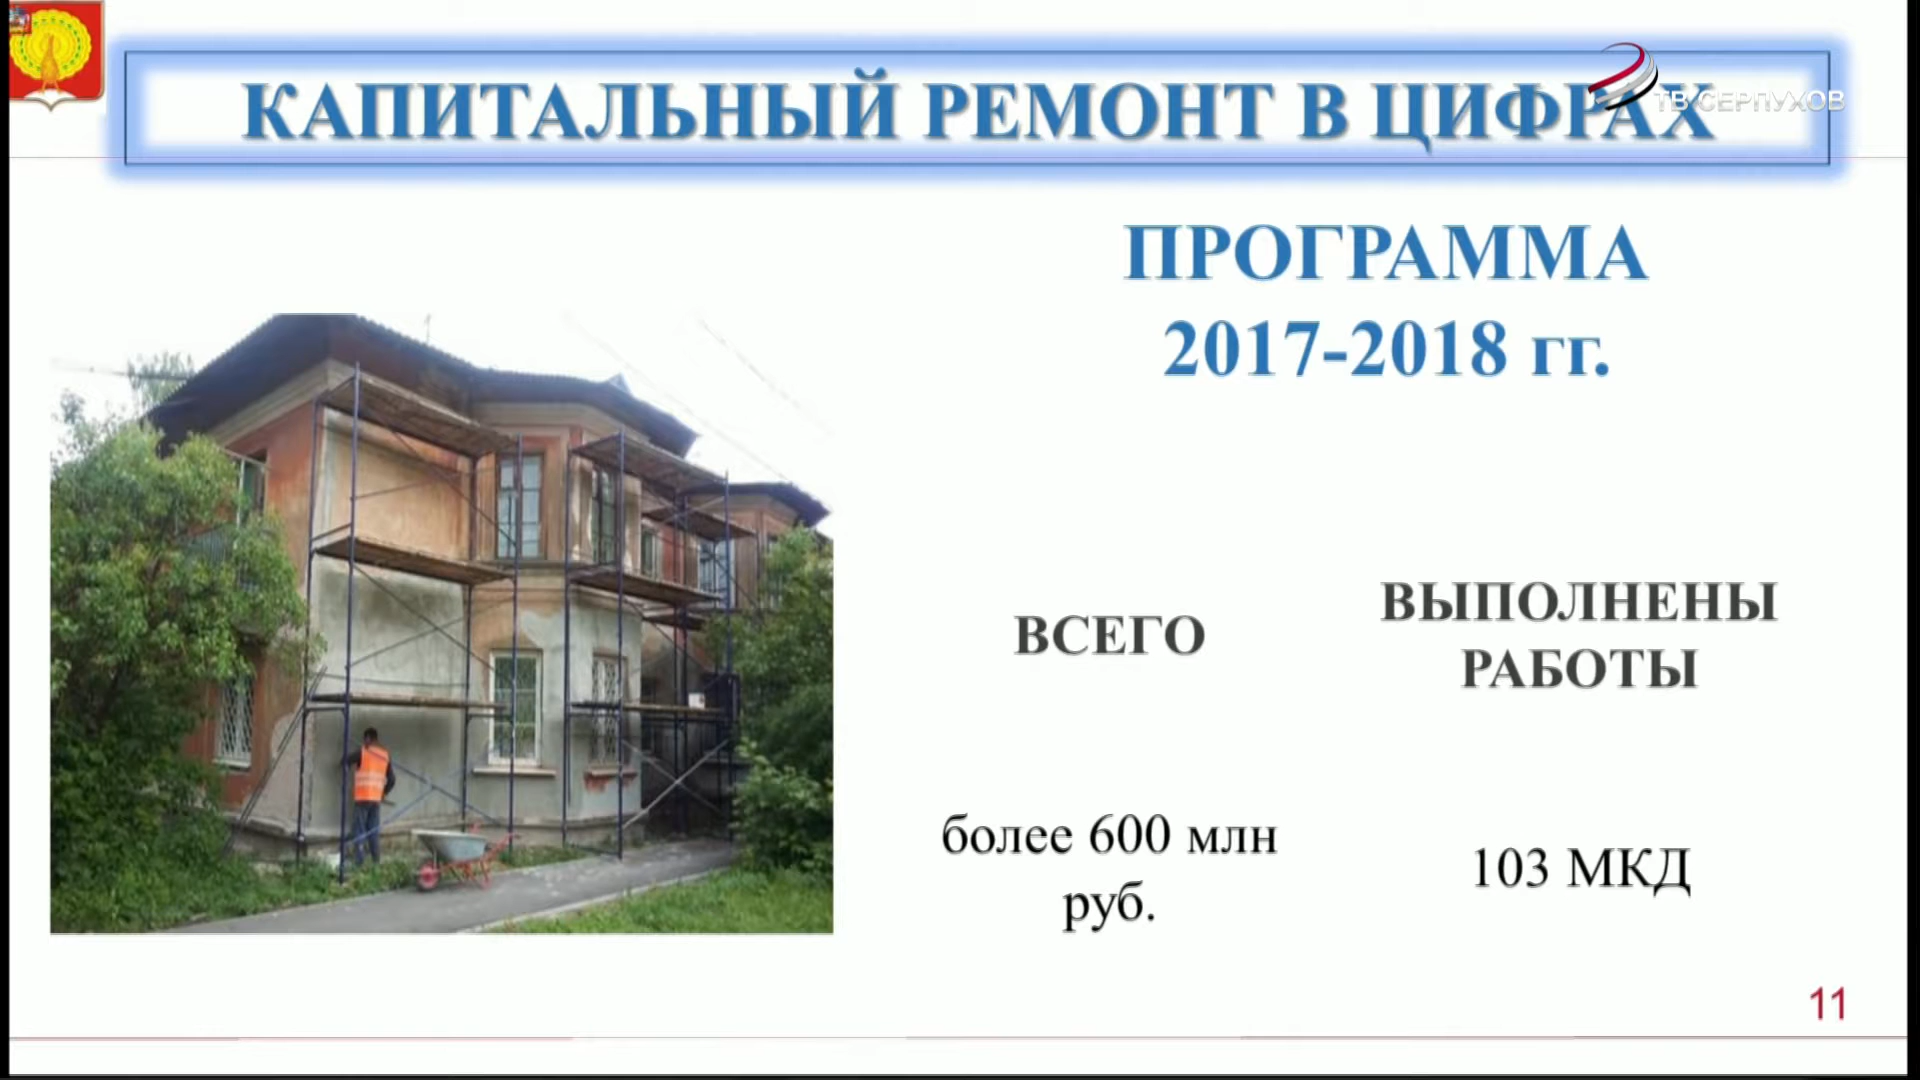 КАПИТАЛЬНЫЙ РЕМОНТ В ЦИФРАХ
ТВ СЕРПУХОВ
ПРОГРАММА
2017-2018 гг.
ВСЕГО
ВЫПОЛНЕНЫ
РАБОТЫ
более 600 млн
руб.
103 МКД
11